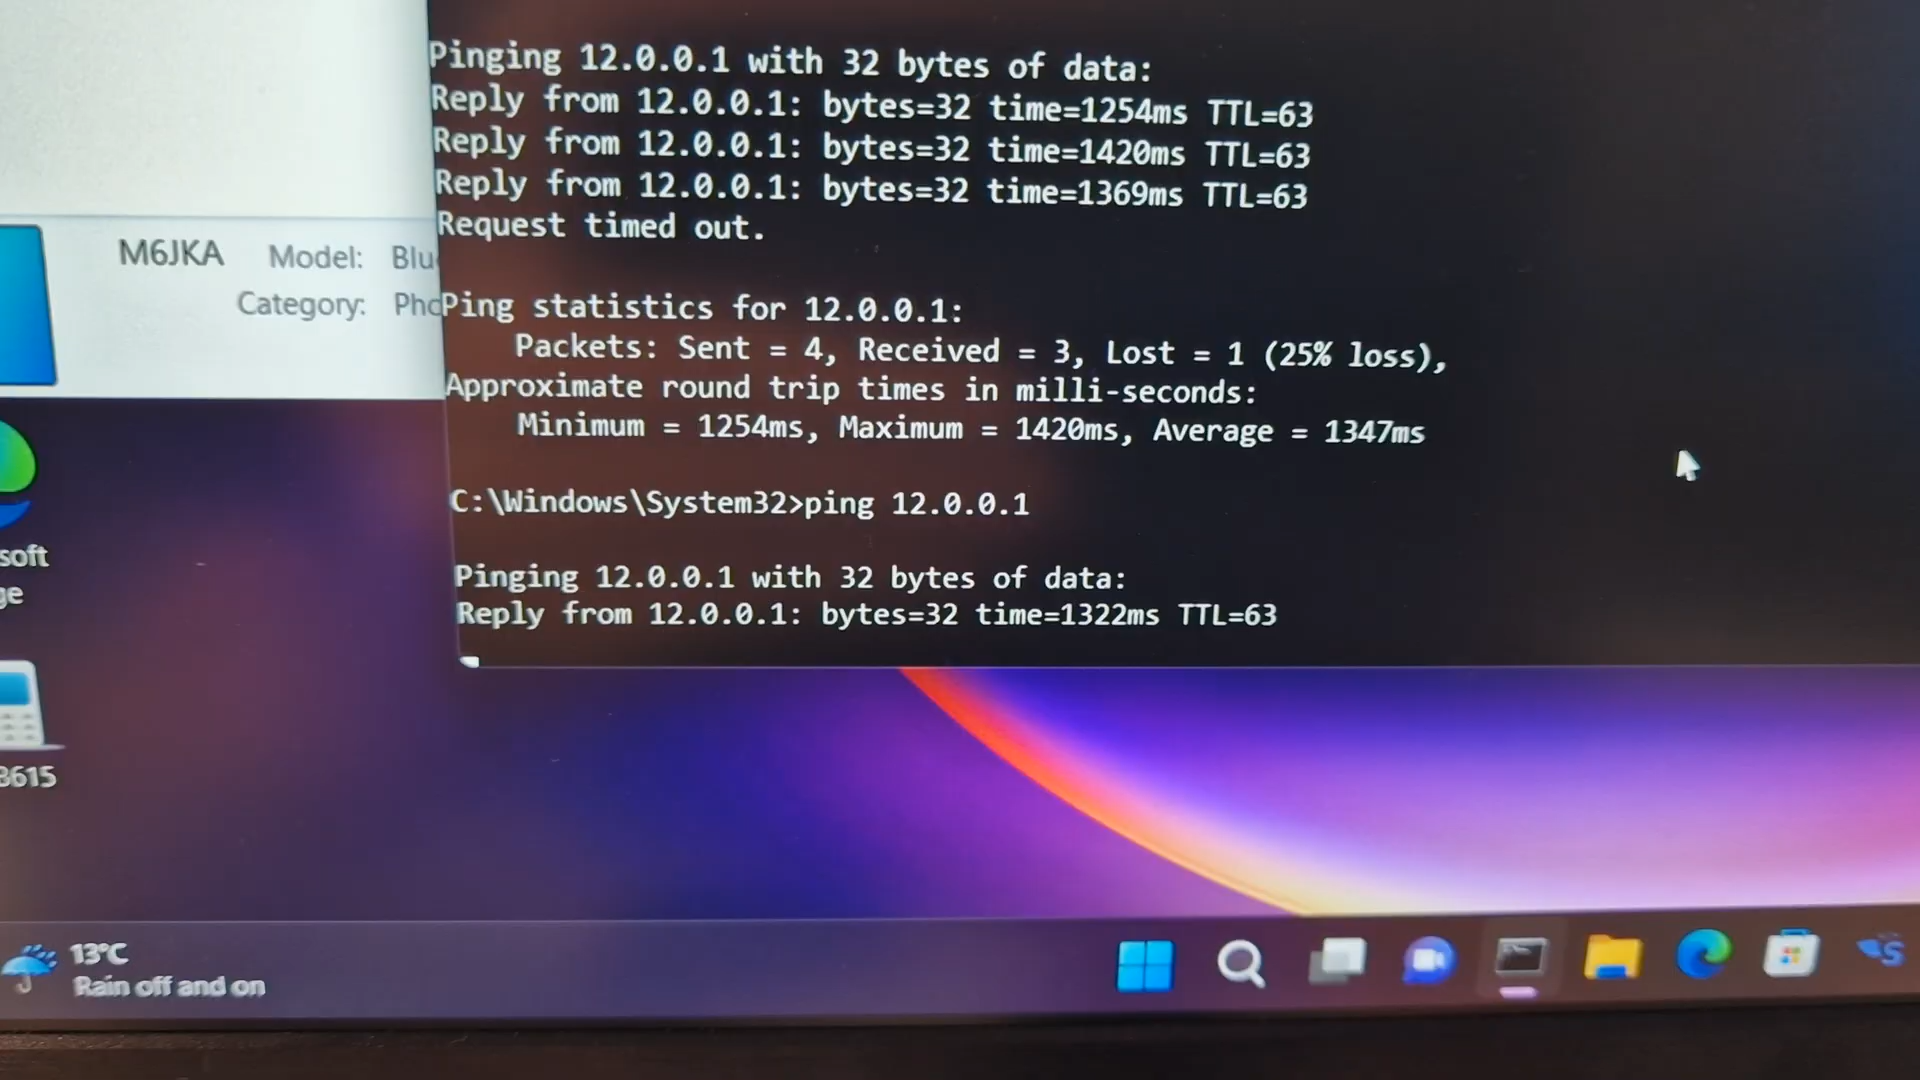 Pinging 12.0.0.1 with 32 bytes of data:
Reply from 12.0.0.1: bytes=32 time=1254ms TTL=63
Reply from 12.0.0.1: bytes=32 time=1420ms TTL=63
Reply from 12.0.0.1: bytes=32 time=1369ms TTL=63
Request timed out.
Ping statistics for 12.0.0.1:
Packets: Sent = 4, Received = 3, Lost = 1 (25% loss),
Approximate round trip times in milli-seconds:
Minimum = 1254ms, Maximum = 1420ms, Average = 1347ms
C:\Windows\System32>ping 12.0.0.1
Pinging 12.0.0.1 with 32 bytes of data:
Reply from 12.0.0.1: bytes=32 time=1322ms TTL=63
M6JKA Model: Blu
Category: Pho
soft
ge
3615
13°C
Rain off and on